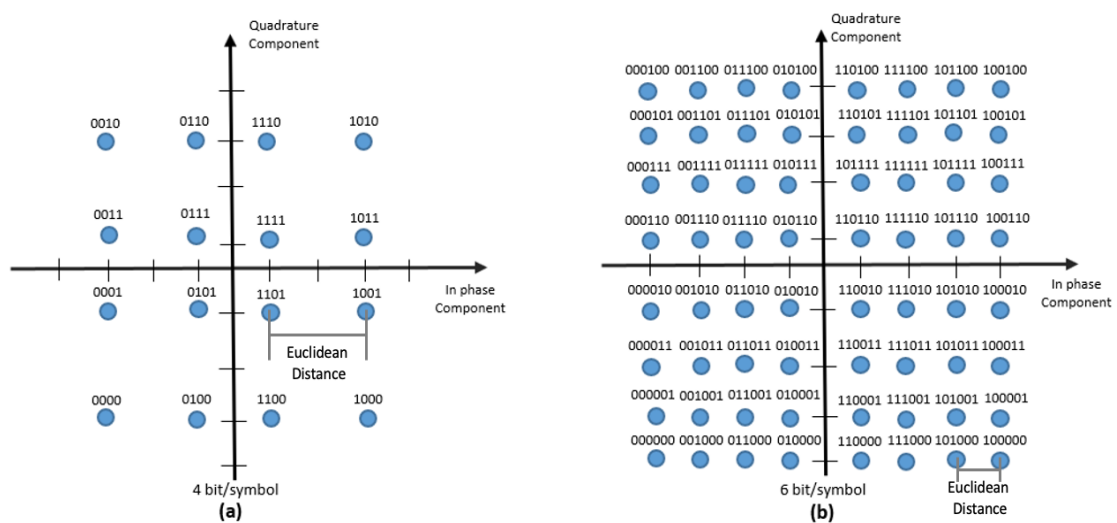 Quadrature
Component
0010 0110 1110 1010
0011 0111 1111 1011
In phase
Component
0001 0101 1101 1001
Euclidean
Distance
0000 0100 1100 1000
4 bit/symbol
(a)
Quadrature
Component
000100 001100 011100 010100 110100 111100 101100 100100
000101 001101 011101 010101 110101 111101 101101 100101
000111 001111 011111 010111 101111 111111 101111 100111
000110 001110 011110 010110 110110 111110 101110 100110
In phase
Component
000010 001010 011010 010010 110010 111010 101010 100010
000011 001011 011011 010011 110011 111011 101011 100011
000001 001001 011001 010001 110001 111001 101001 100001
000000 001000 011000 010000 110000 111000 101000 100000
Euclidean
Distance
6 bit/symbol
(b)